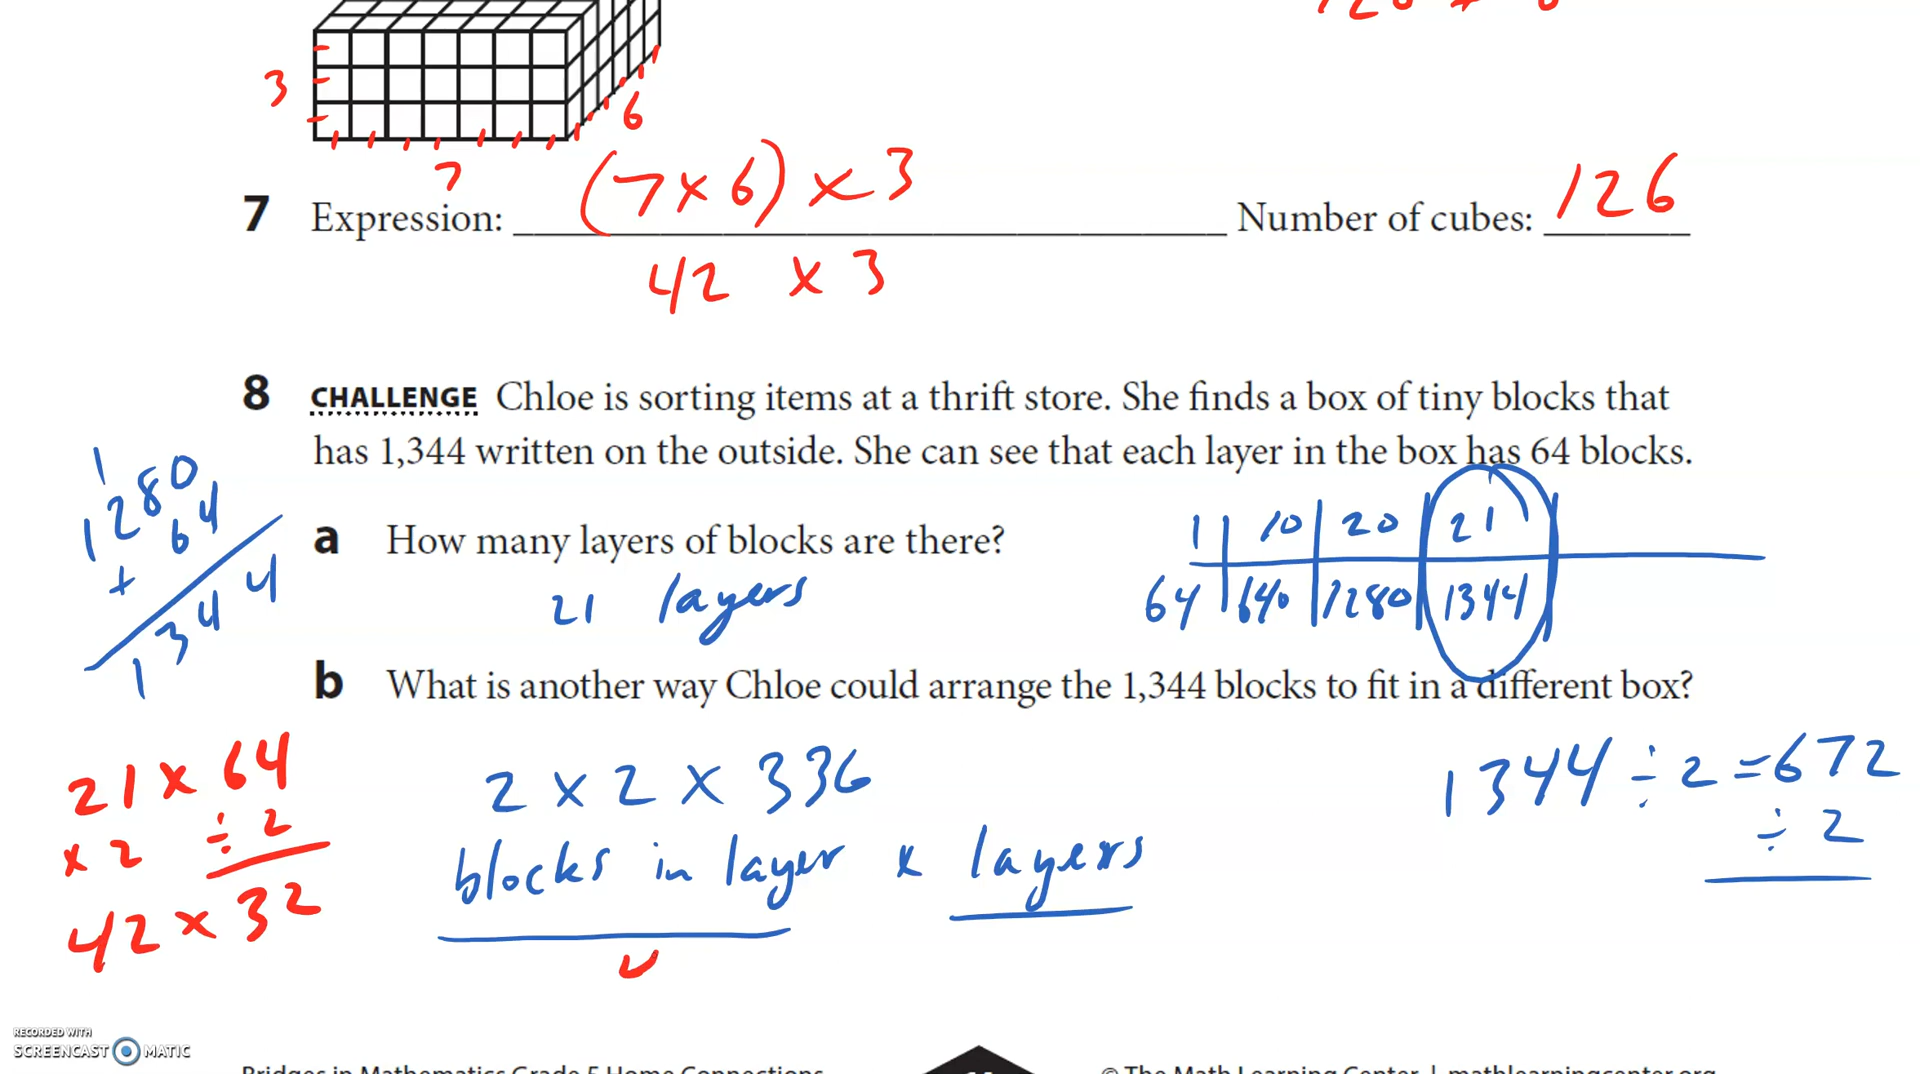 3
6
7
(7 x 6) x 3
7 Expression: Number of cubes: 126
42 x 3
8 CHALLENGE Chloe is sorting items at a thrift store. She finds a box of tiny blocks that
has 1,344 written on the outside. She can see that each layer in the box has 64 blocks.
1
1280
64
+
1344
a How many layers of blocks are there?
21 layers
1 10 20 21
64 640 1280 1344
b What is another way Chloe could arrange the 1,344 blocks to fit in a different box?
21 x 64
x 2 ÷ 2
42 x 32
2 x 2 x 336
blocks in layer x layers
1344 ÷ 2 = 672
÷ 2
RECORDED WITH
SCREENCAST MATIC
Bridges in Mathematics Grade 5 Home Connections
© The Math Learning Center | mathlearningcenter.org